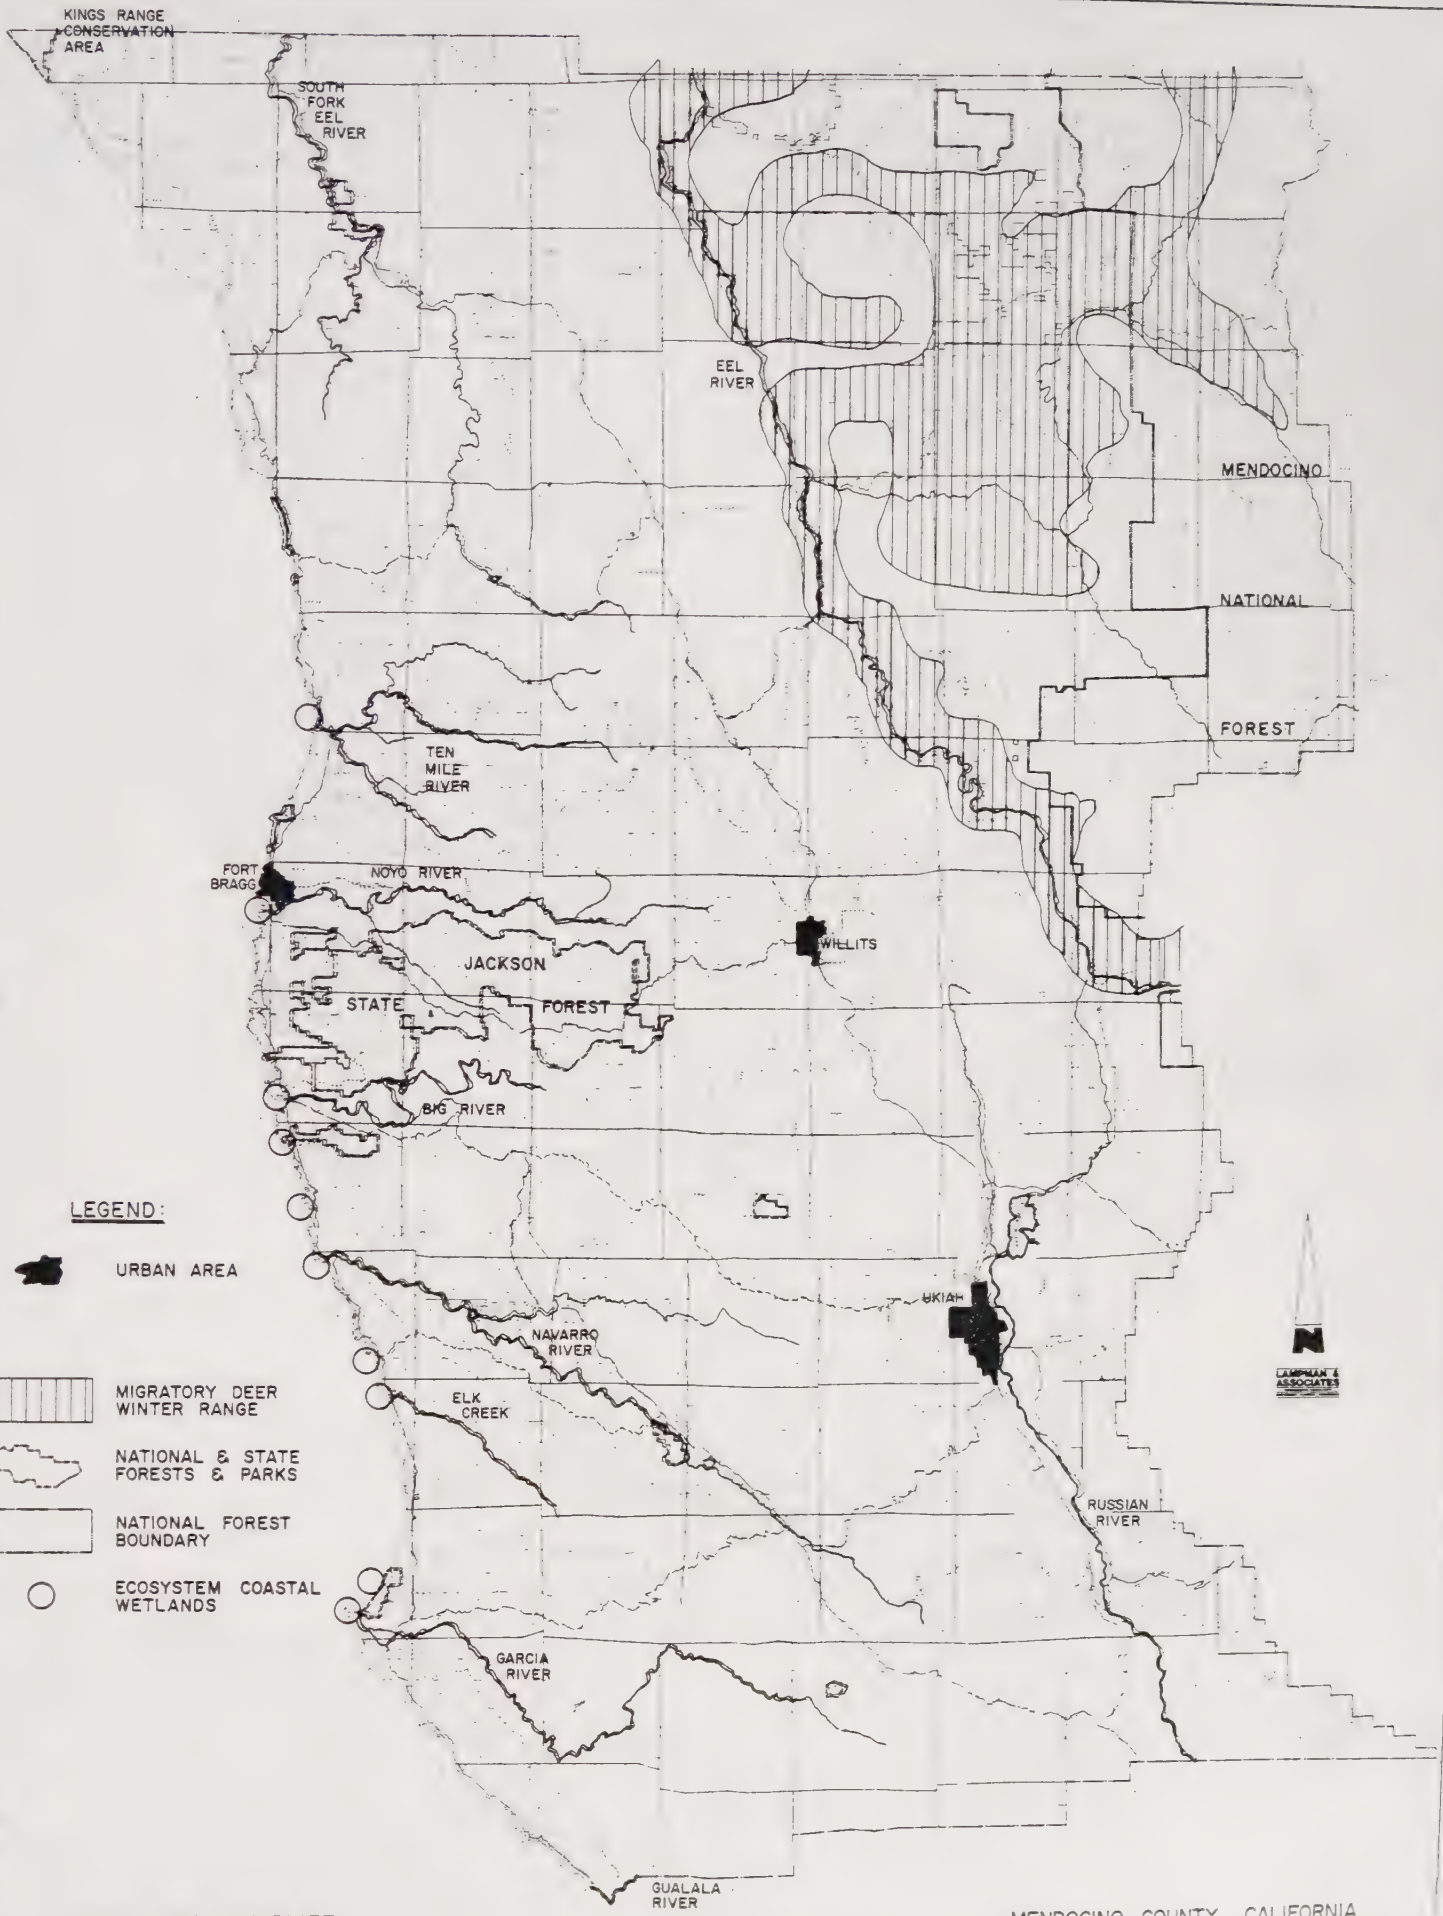 KINGS RANGE
CONSERVATION
AREA
SOUTH
FORK
EEL
RIVER
EEL
RIVER
MENDOCINO
NATIONAL
FOREST
TEN
MILE
RIVER
FORT
BRAGG
NOYO RIVER
WILLITS
JACKSON
STATE
FOREST
BIG RIVER
LEGEND:
URBAN AREA
MIGRATORY DEER
WINTER RANGE
NATIONAL & STATE
FORESTS & PARKS
NATIONAL FOREST
BOUNDARY
ECOSYSTEM COASTAL
WETLANDS
UKIAH
N
LAMPMAN &
ASSOCIATES
NAVARRO
RIVER
ELK
CREEK
RUSSIAN
RIVER
GARCIA
RIVER
GUALALA
RIVER
MENDOCINO COUNTY, CALIFORNIA